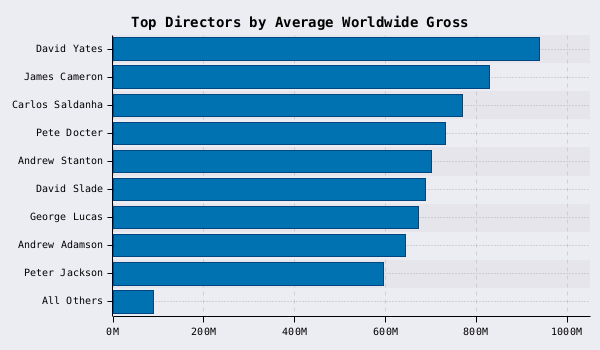 Top Directors by Average Worldwide Gross
David Yates
James Cameron
Carlos Saldanha
Pete Docter
Andrew Stanton
David Slade
George Lucas
Andrew Adamson
Peter Jackson
All Others
0M 200M 400M 600M 800M 1000M